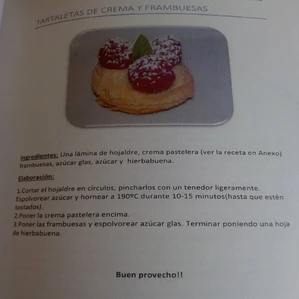 TARTALETAS DE CREMA Y FRAMBUESAS
Ingredientes: Una lámina de hojaldre, crema pastelera (ver la receta en Anexo)
frambuesas, azúcar glas, azúcar y hierbabuena.
Elaboración:
1.Cortar el hojaldre en círculos, pincharlos con un tenedor ligeramente.
Espolvorear azúcar y hornear a 190ºC durante 10-15 minutos(hasta que estén
tostados).
2.Poner la crema pastelera encima.
3.Poner las frambuesas y espolvorear azúcar glas. Terminar poniendo una hoja
de hierbabuena.
Buen provecho!!